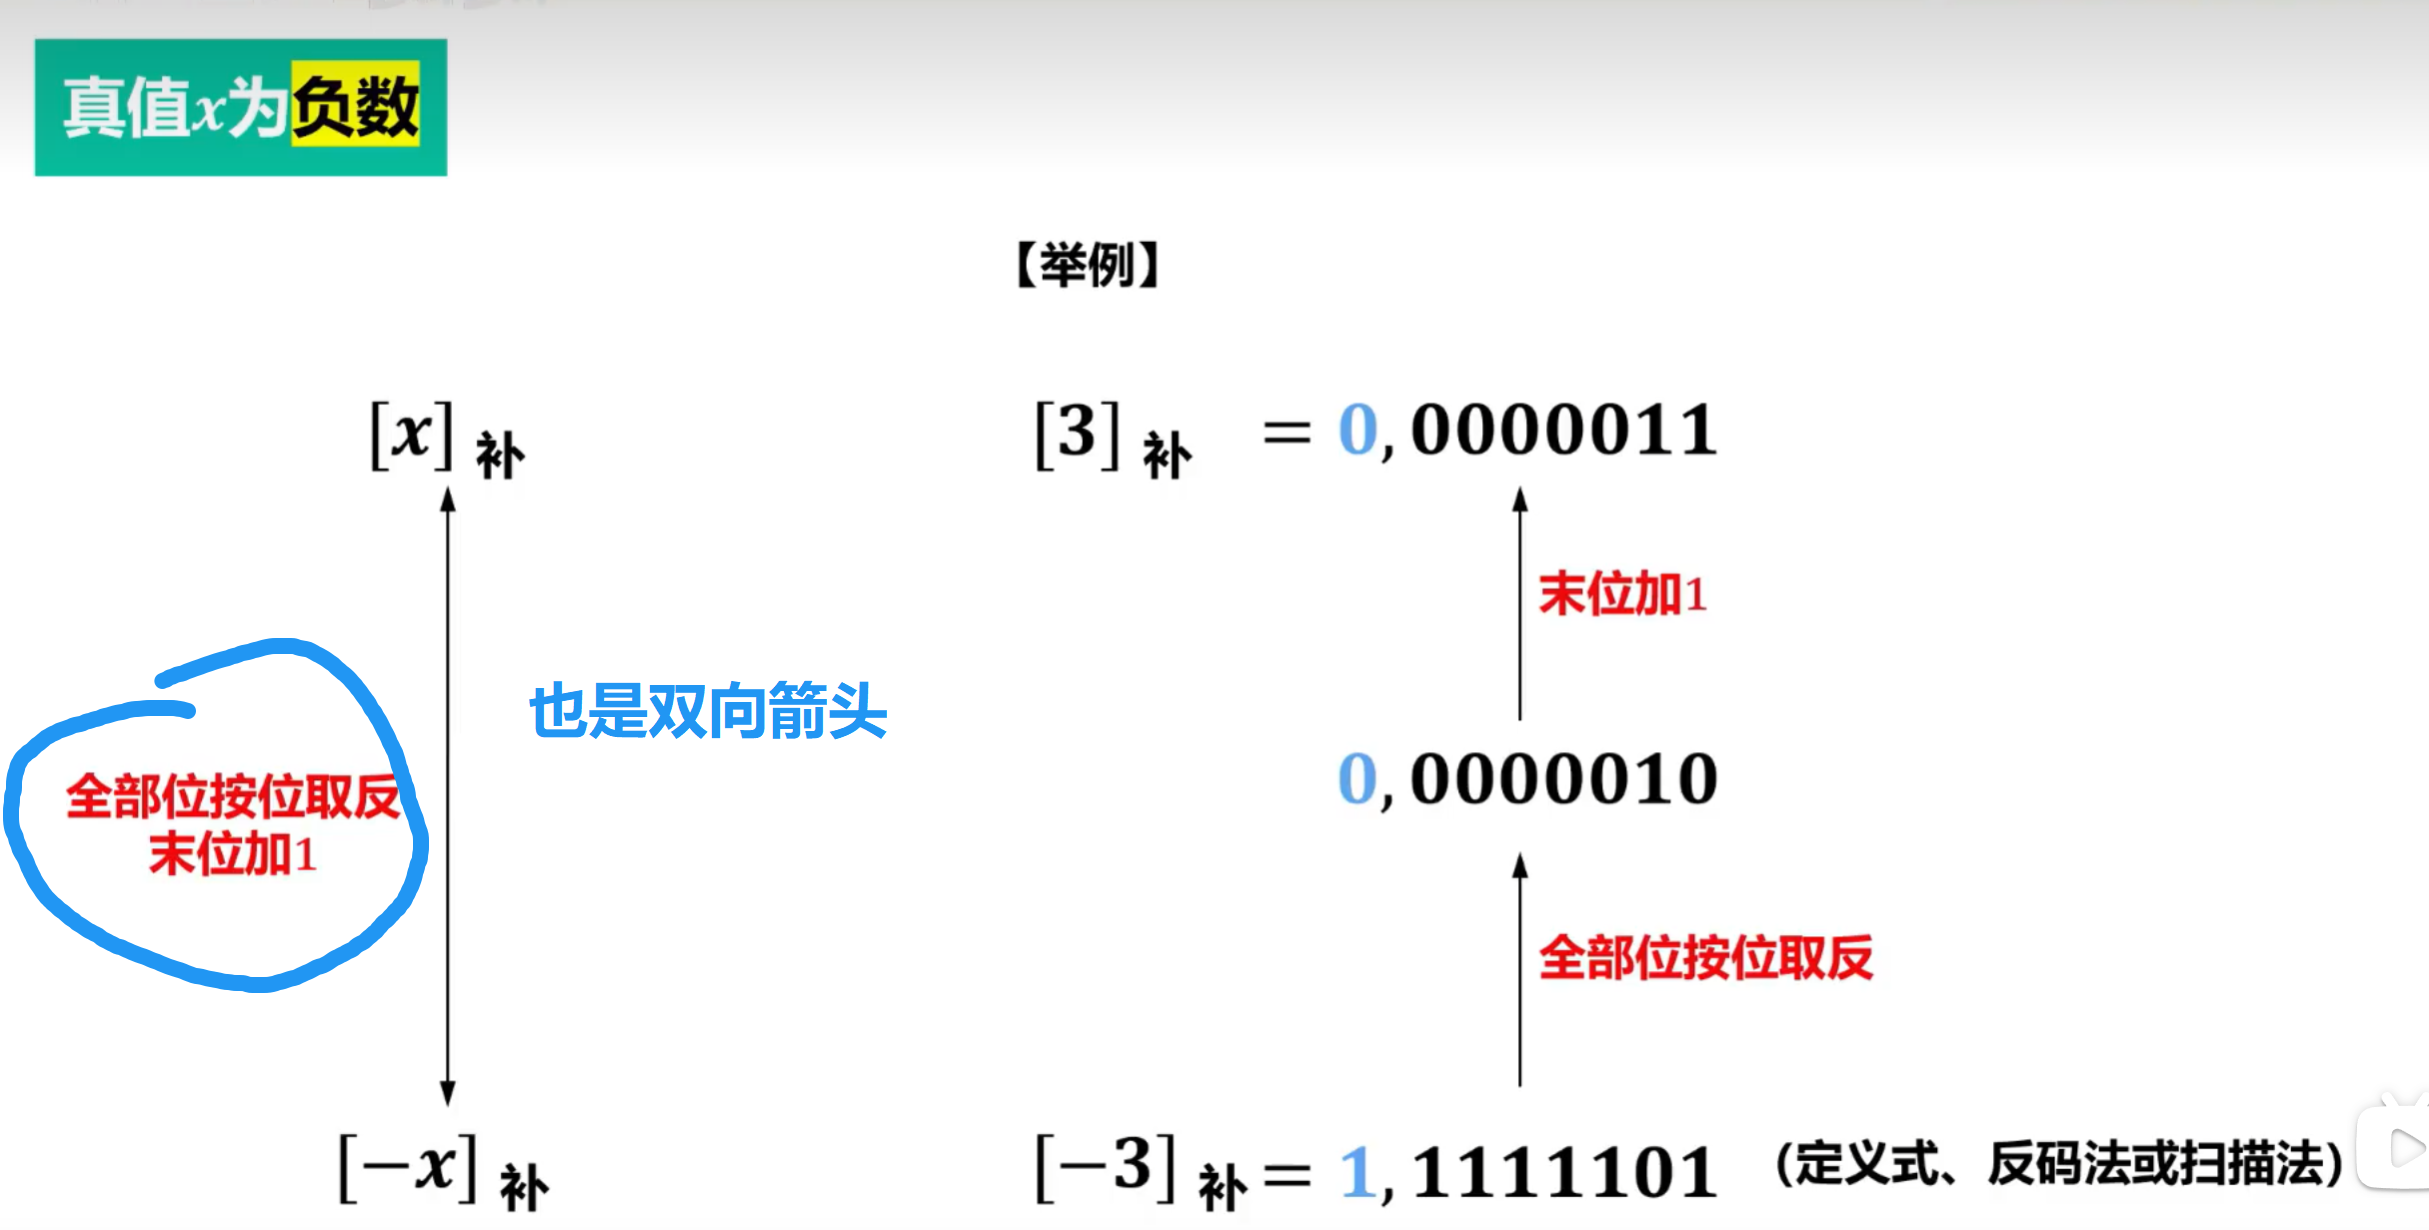 真值x为负数
【举例】
[x]补
[3]补 = 0,0000011
末位加1
也是双向箭头
0,0000010
全部位按位取反
末位加1
全部位按位取反
[−x]补
[−3]补 = 1,1111101 (定义式、反码法或扫描法)